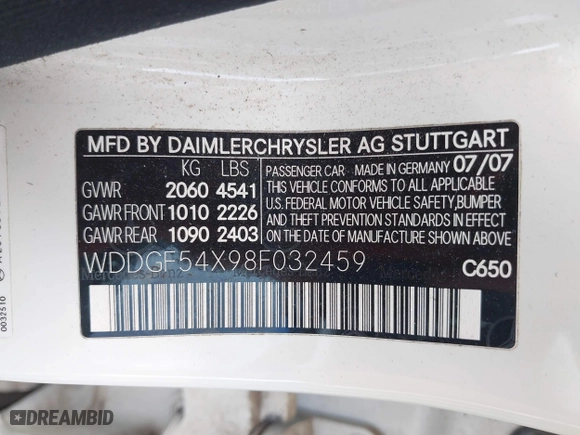 MFD BY DAIMLERCHRYSLER AG STUTTGART
KG LBS
GVWR 2060 4541
GAWR FRONT 1010 2226
GAWR REAR 1090 2403
PASSENGER CAR MADE IN GERMANY 07/07
THIS VEHICLE CONFORMS TO ALL APPLICABLE
U.S. FEDERAL MOTOR VEHICLE SAFETY, BUMPER
AND THEFT PREVENTION STANDARDS IN EFFECT
ON THE DATE OF MANUFACTURE SHOWN ABOVE.
WDDGF54X98F032459
C650
0032510
DREAMBID